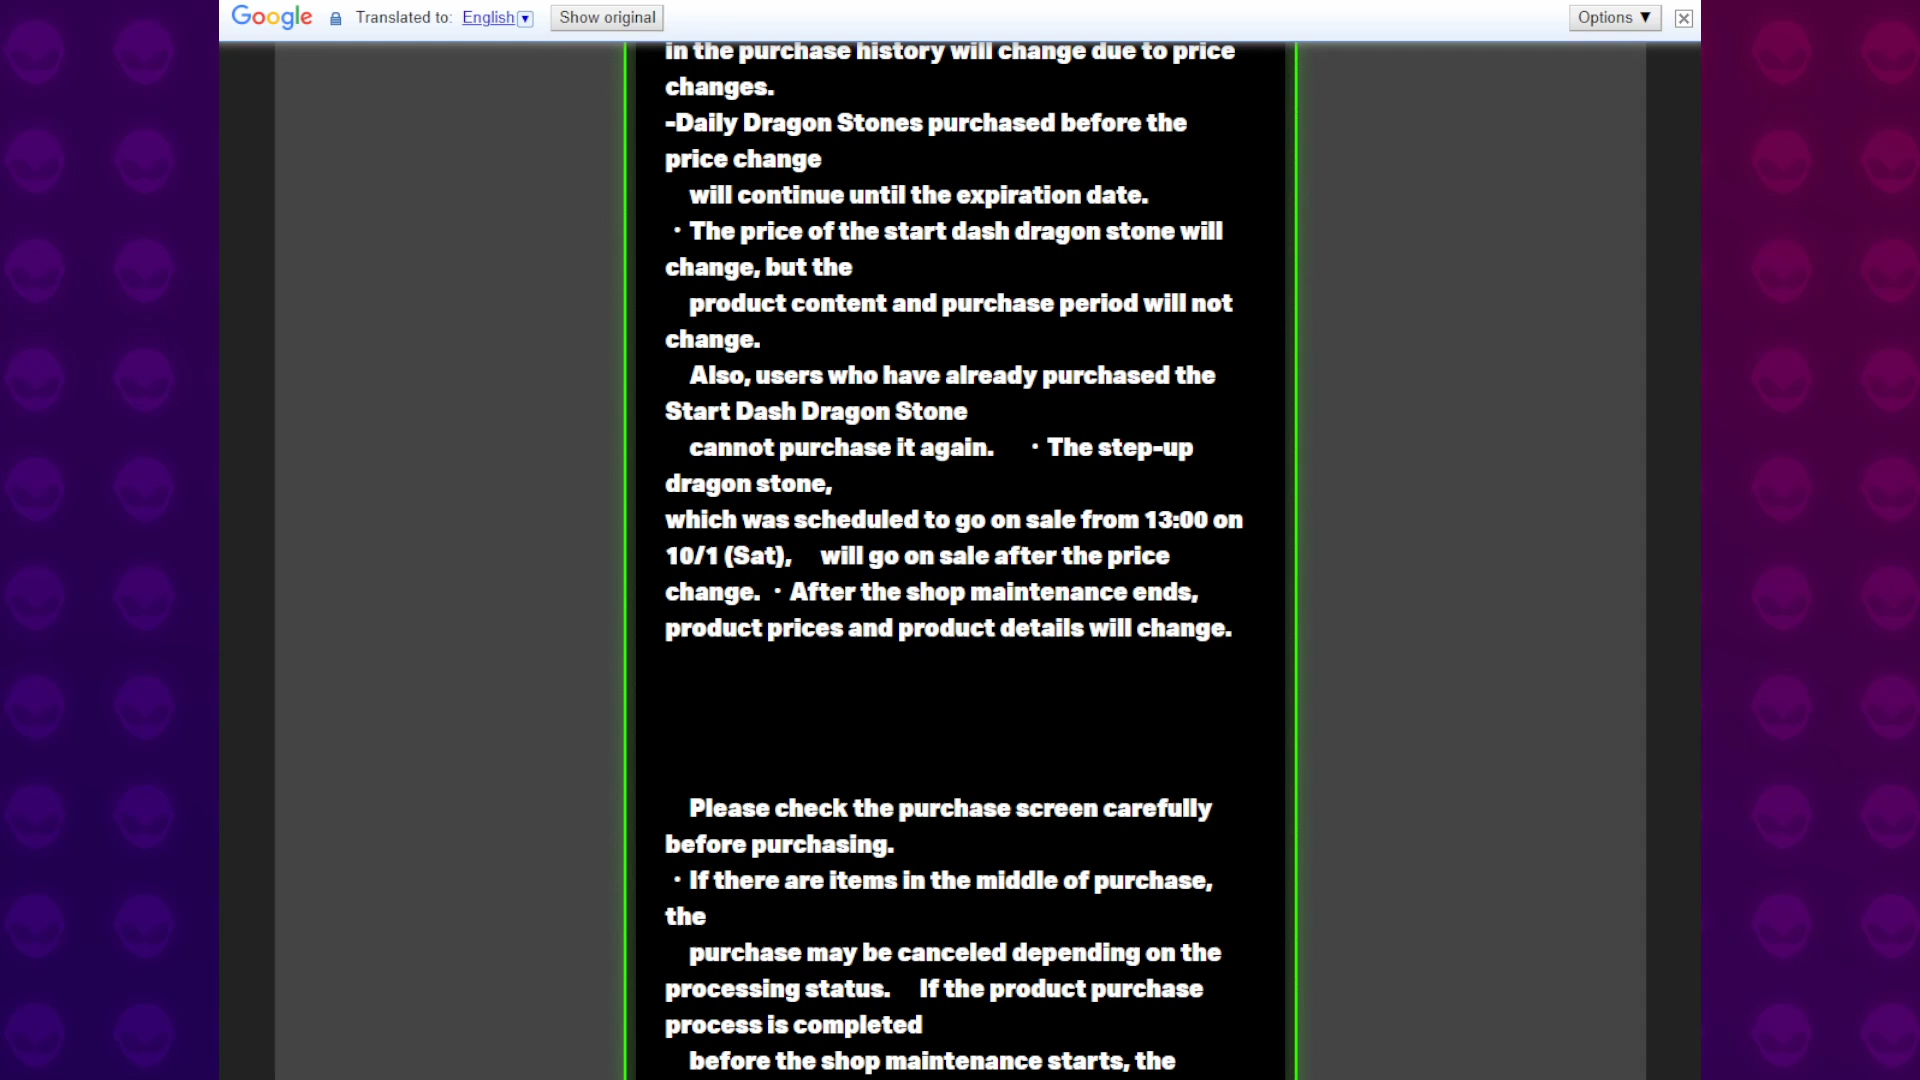 Google Translated to: English Show original Options ▼
in the purchase history will change due to price
changes.
-Daily Dragon Stones purchased before the
price change
will continue until the expiration date.
・The price of the start dash dragon stone will
change, but the
product content and purchase period will not
change.
Also, users who have already purchased the
Start Dash Dragon Stone
cannot purchase it again. ・The step-up
dragon stone,
which was scheduled to go on sale from 13:00 on
10/1 (Sat), will go on sale after the price
change. ・After the shop maintenance ends,
product prices and product details will change.
Please check the purchase screen carefully
before purchasing.
・If there are items in the middle of purchase,
the
purchase may be canceled depending on the
processing status. If the product purchase
process is completed
before the shop maintenance starts, the